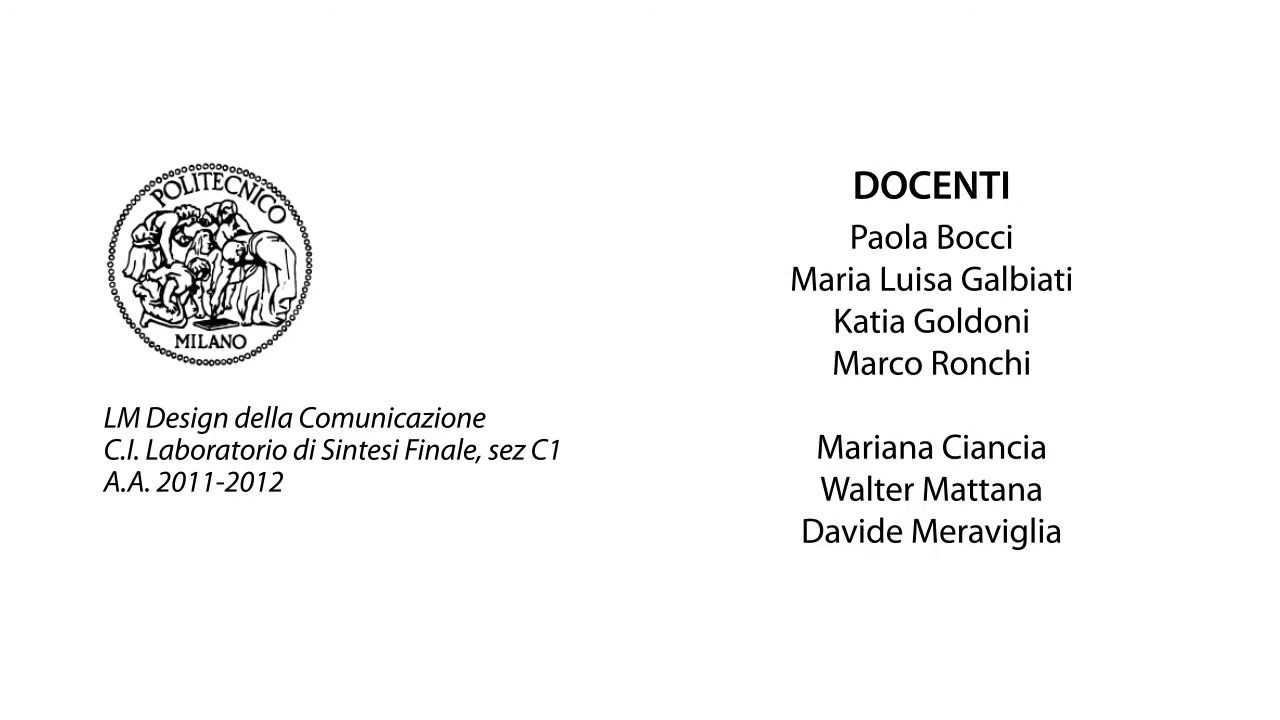 POLITECNICO
MILANO
LM Design della Comunicazione
C.I. Laboratorio di Sintesi Finale, sez C1
A.A. 2011-2012
DOCENTI
Paola Bocci
Maria Luisa Galbiati
Katia Goldoni
Marco Ronchi
Mariana Ciancia
Walter Mattana
Davide Meraviglia